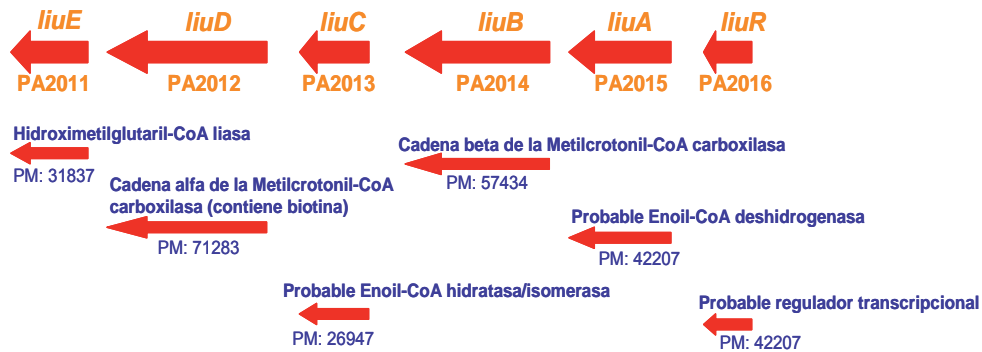 liuE liuD liuC liuB liuA liuR
PA2011 PA2012 PA2013 PA2014 PA2015 PA2016
Hidroximetilglutaril-CoA liasa
PM: 31837
Cadena beta de la Metilcrotonil-CoA carboxilasa
PM: 57434
Cadena alfa de la Metilcrotonil-CoA
carboxilasa (contiene biotina)
PM: 71283
Probable Enoil-CoA deshidrogenasa
PM: 42207
Probable Enoil-CoA hidratasa/isomerasa
PM: 26947
Probable regulador transcripcional
PM: 42207